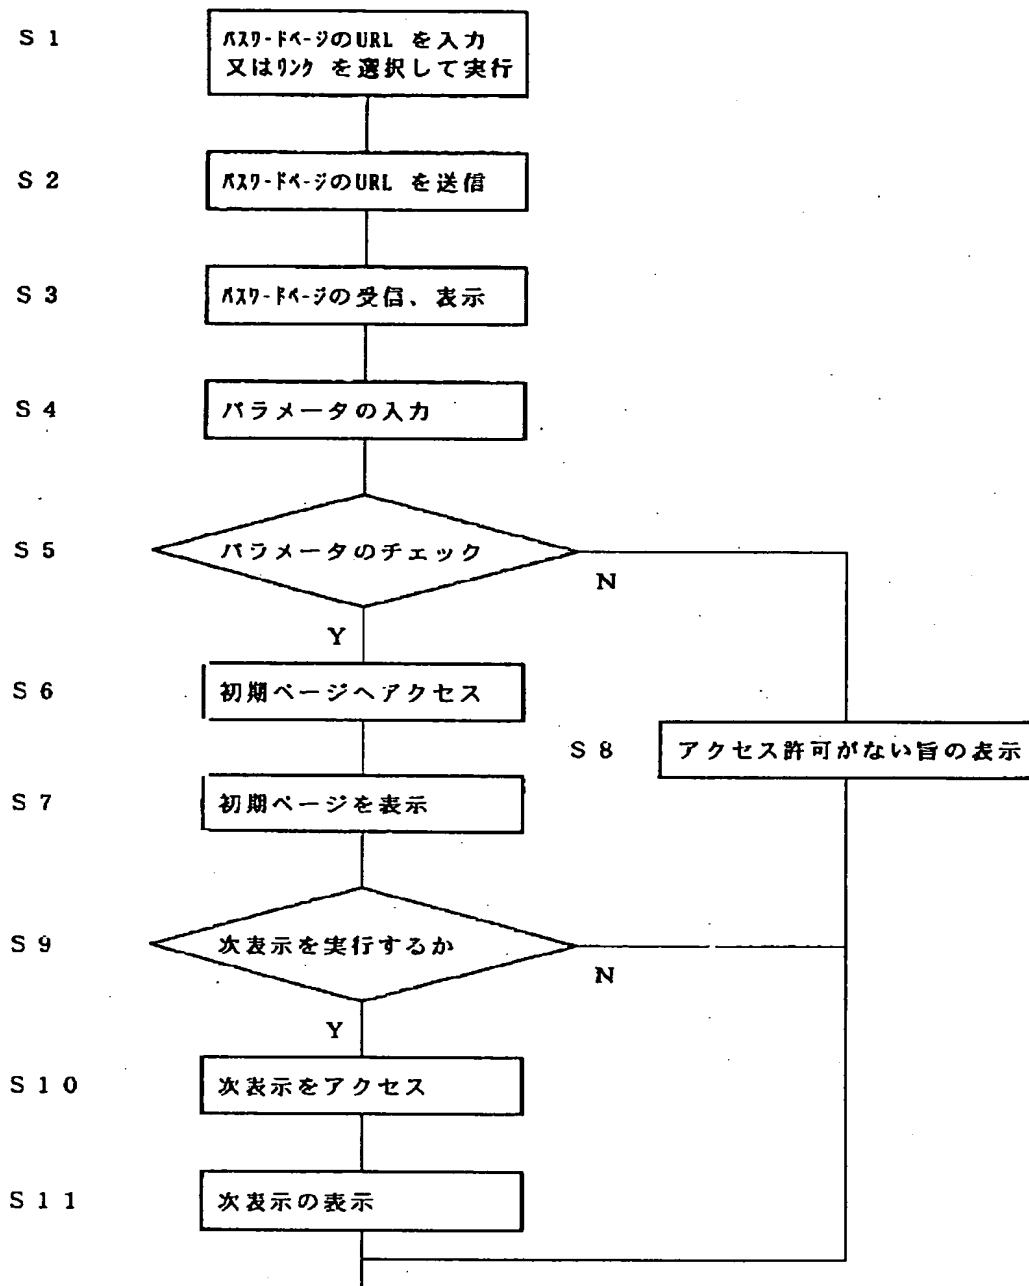 S 1
ﾊﾟｽﾜｰﾄﾞﾍﾟｰｼﾞのURL を入力
又はﾘﾝｸ を選択して実行
S 2
ﾊﾟｽﾜｰﾄﾞﾍﾟｰｼﾞのURL を送信
S 3
ﾊﾟｽﾜｰﾄﾞﾍﾟｰｼﾞの受信、表示
S 4
パラメータの入力
S 5
パラメータのチェック
N
Y
S 6
初期ページへアクセス
S 8
アクセス許可がない旨の表示
S 7
初期ページを表示
S 9
次表示を実行するか
N
Y
S 1 0
次表示をアクセス
S 1 1
次表示の表示